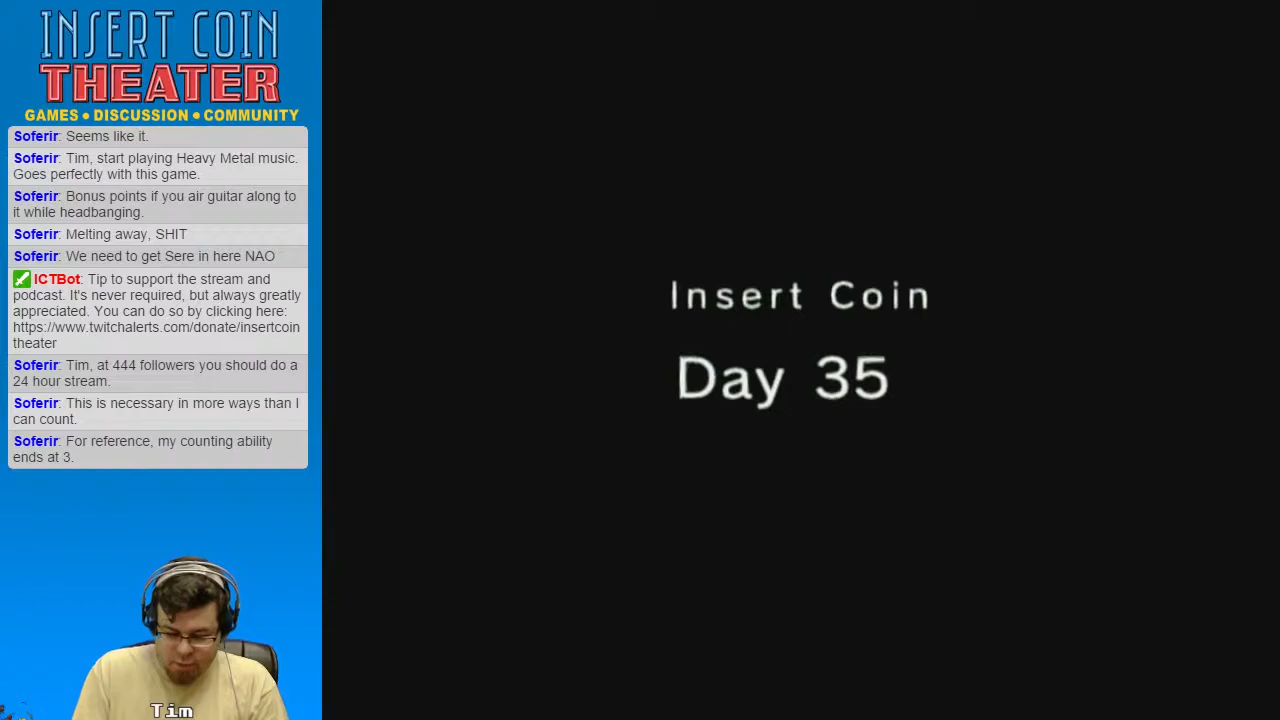 INSERT COIN
THEATER
GAMES • DISCUSSION • COMMUNITY
Soferir: Seems like it.
Soferir: Tim, start playing Heavy Metal music.
Goes perfectly with this game.
Soferir: Bonus points if you air guitar along to
it while headbanging.
Soferir: Melting away, SHIT
Soferir: We need to get Sere in here NAO
ICTBot: Tip to support the stream and
podcast. It's never required, but always greatly
appreciated. You can do so by clicking here:
https://www.twitchalerts.com/donate/insertcoin
theater
Soferir: Tim, at 444 followers you should do a
24 hour stream.
Soferir: This is necessary in more ways than I
can count.
Soferir: For reference, my counting ability
ends at 3.
Tim
Insert Coin
Day 35